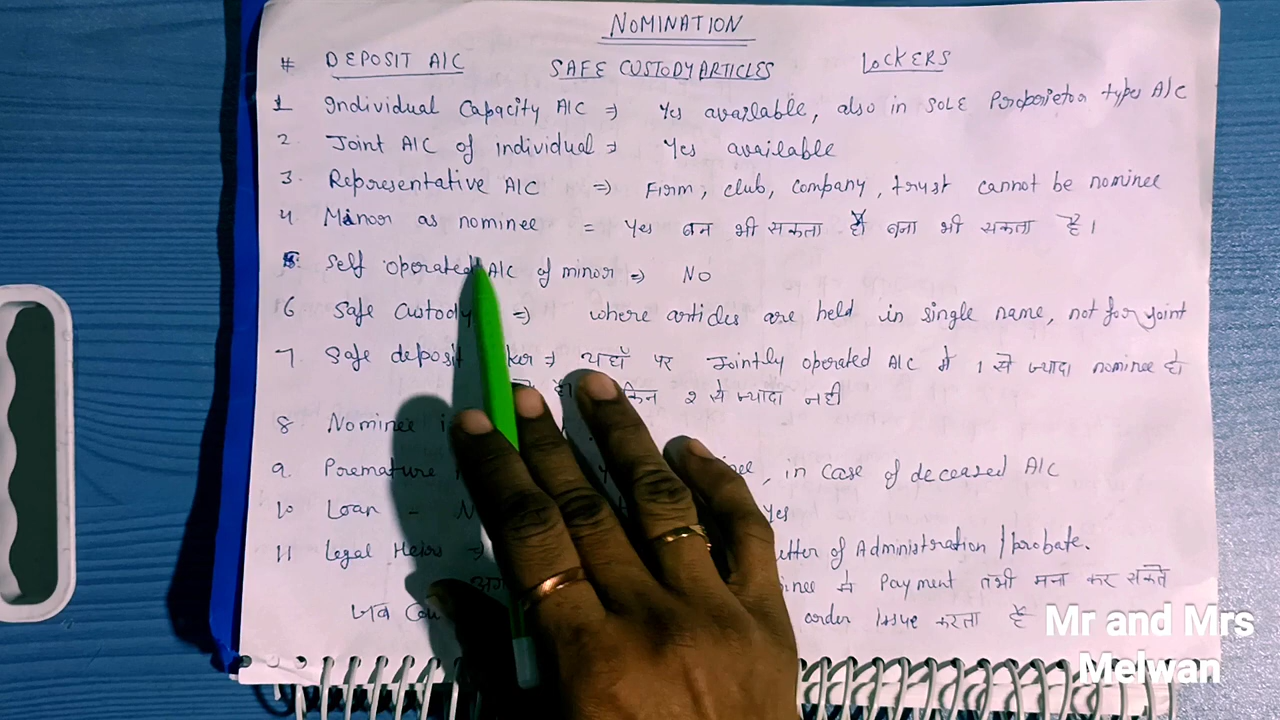 NOMINATION
# DEPOSIT A/C SAFE CUSTODY ARTICLES LOCKERS
1 Individual Capacity A/C ⇒ Yes available, also in SOLE Proprietor types A/C
2. Joint A/C of individual ⇒ Yes available
3. Representative A/C ⇒ Firm, club, company, trust cannot be nominee
4 Minor as nominee = Yes बन भी सकता है बना भी सकता है।
5. Self operated A/C of minor ⇒ No
6 Safe Custody ⇒ where articles are held in single name, not for joint
7 Safe deposit ⇒ यहाँ पर Jointly operated A/C में 1 से ज्यादा nominee हो
2 से ज्यादा नही
8 Nominee
9. Premature in case of deceased A/C
10 Loan - Yes
11 Legal Heirs ⇒ of Administration / probate.
में Payment तभी मना कर सकते
जब order issue करता है
Mr and Mrs
Melwan